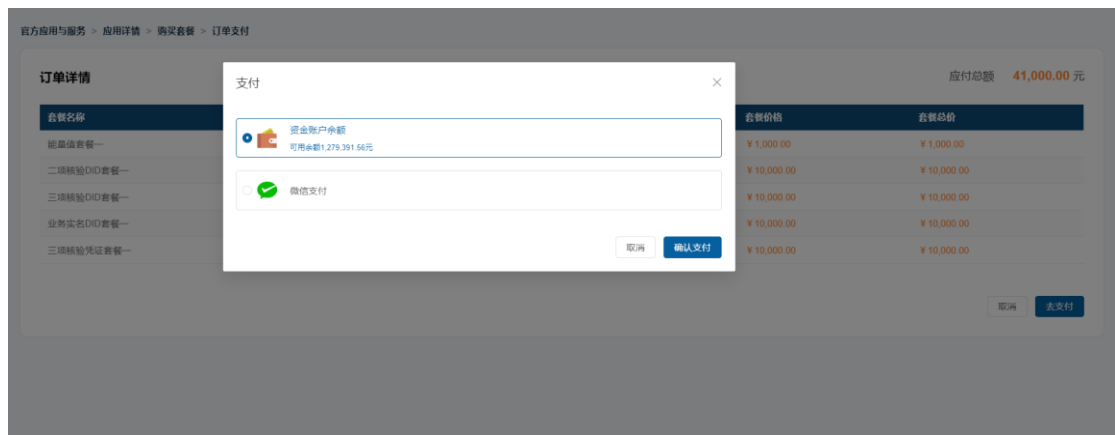 官方应用与服务 > 应用详情 > 购买套餐 > 订单支付
订单详情
应付总额 41,000.00 元
支付
资金账户余额
可用余额1,279,391.56元
微信支付
取消 确认支付
套餐名称 套餐价格 套餐总价
能量值套餐一 ¥ 1,000.00 ¥ 1,000.00
二项核验DID套餐一 ¥ 10,000.00 ¥ 10,000.00
三项核验DID套餐一 ¥ 10,000.00 ¥ 10,000.00
业务实名DID套餐一 ¥ 10,000.00 ¥ 10,000.00
三项核验凭证套餐一 ¥ 10,000.00 ¥ 10,000.00
取消 去支付